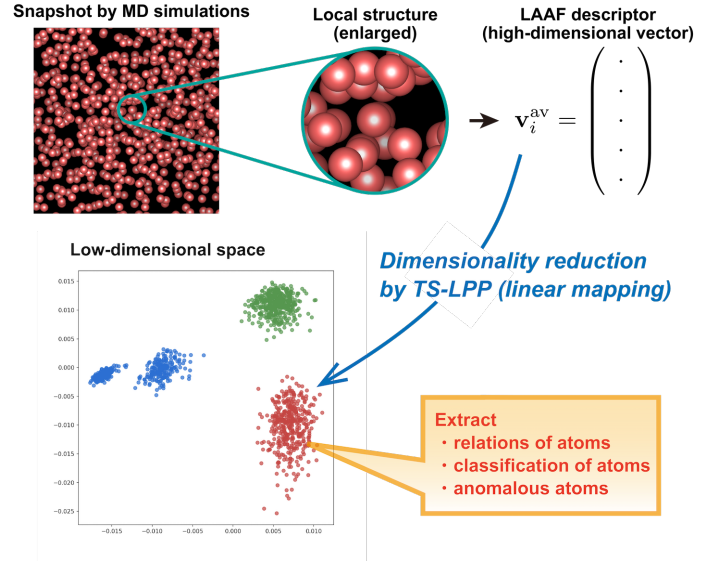 Snapshot by MD simulations
Local structure
(enlarged)
LAAF descriptor
(high-dimensional vector)
v_i^av =
Dimensionality reduction
by TS-LPP (linear mapping)
Low-dimensional space
0.015
0.010
0.005
0.000
−0.005
−0.010
−0.015
−0.020
−0.025
−0.015
−0.010
−0.005
0.000
0.005
0.010
Extract
・relations of atoms
・classification of atoms
・anomalous atoms